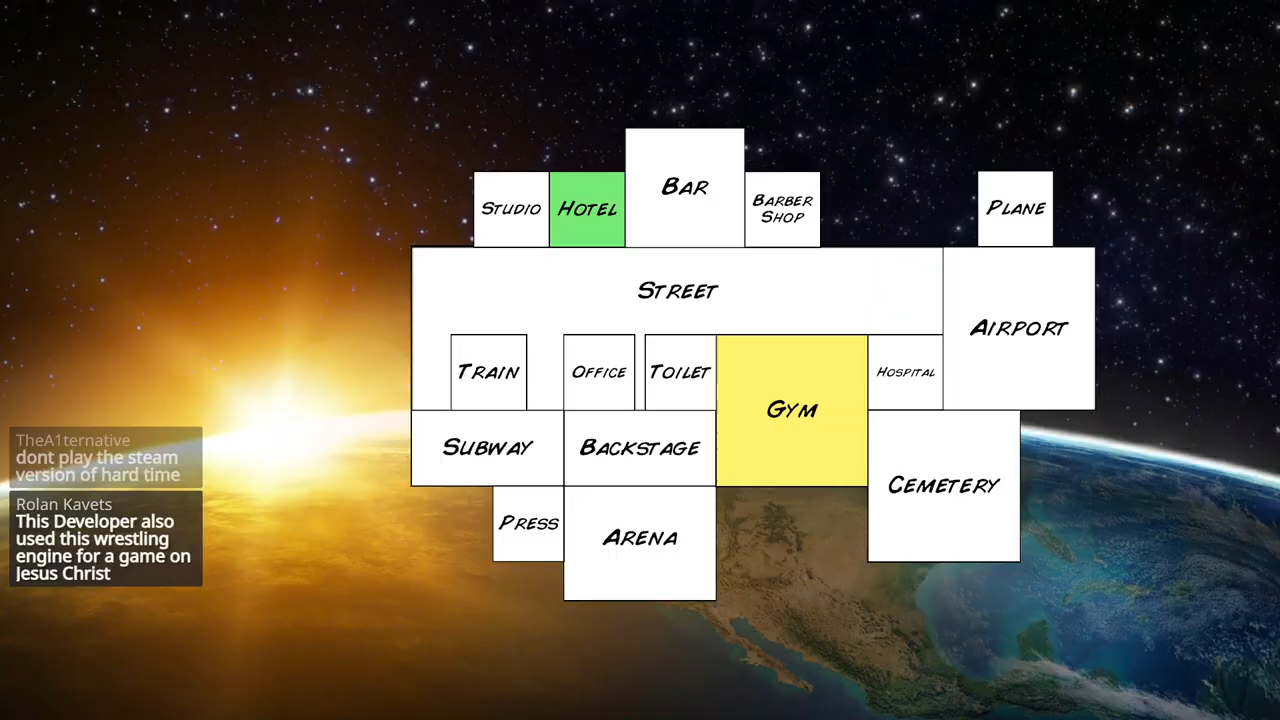 BAR
STUDIO
HOTEL
BARBER
SHOP
PLANE
STREET
AIRPORT
TRAIN
OFFICE
TOILET
HOSPITAL
GYM
SUBWAY
BACKSTAGE
CEMETERY
PRESS
ARENA
TheA1ternative
dont play the steam
version of hard time
Rolan Kavets
This Developer also
used this wrestling
engine for a game on
Jesus Christ